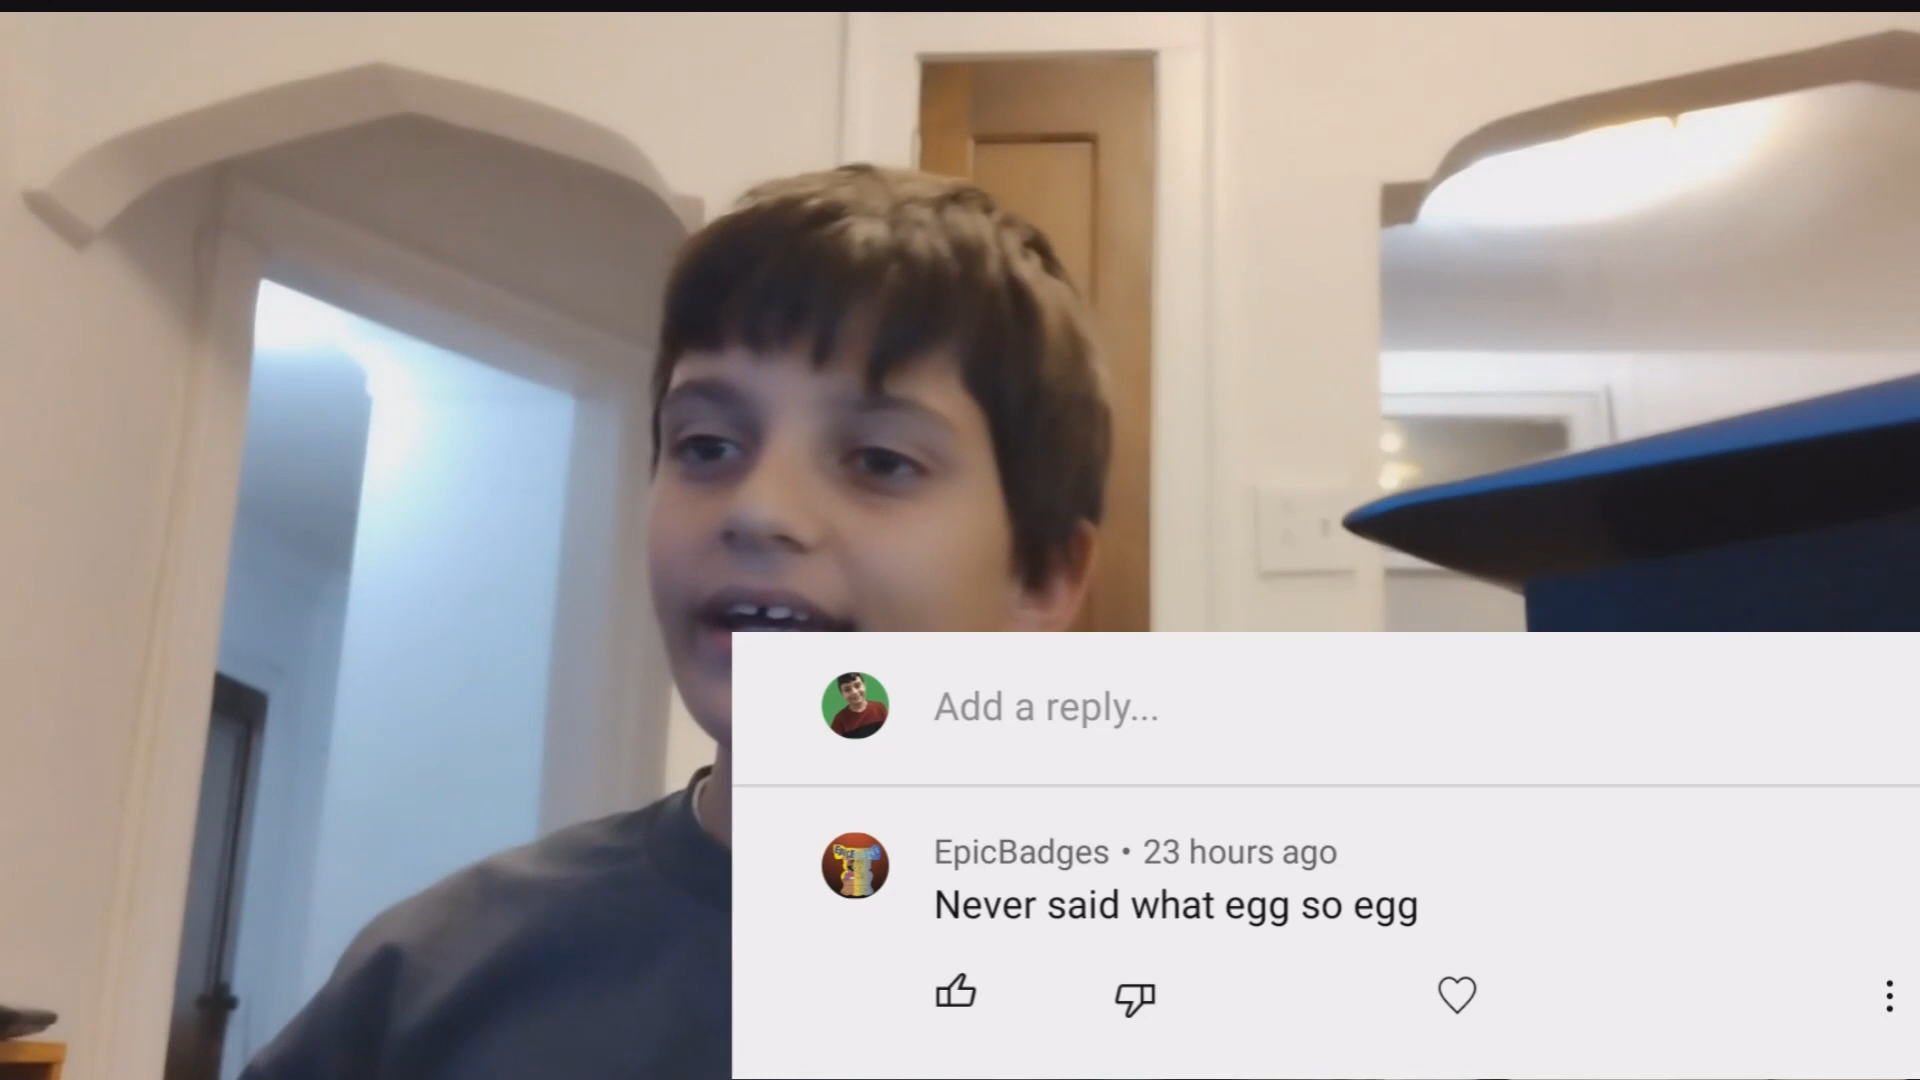 Add a reply...
EpicBadges • 23 hours ago
Never said what egg so egg